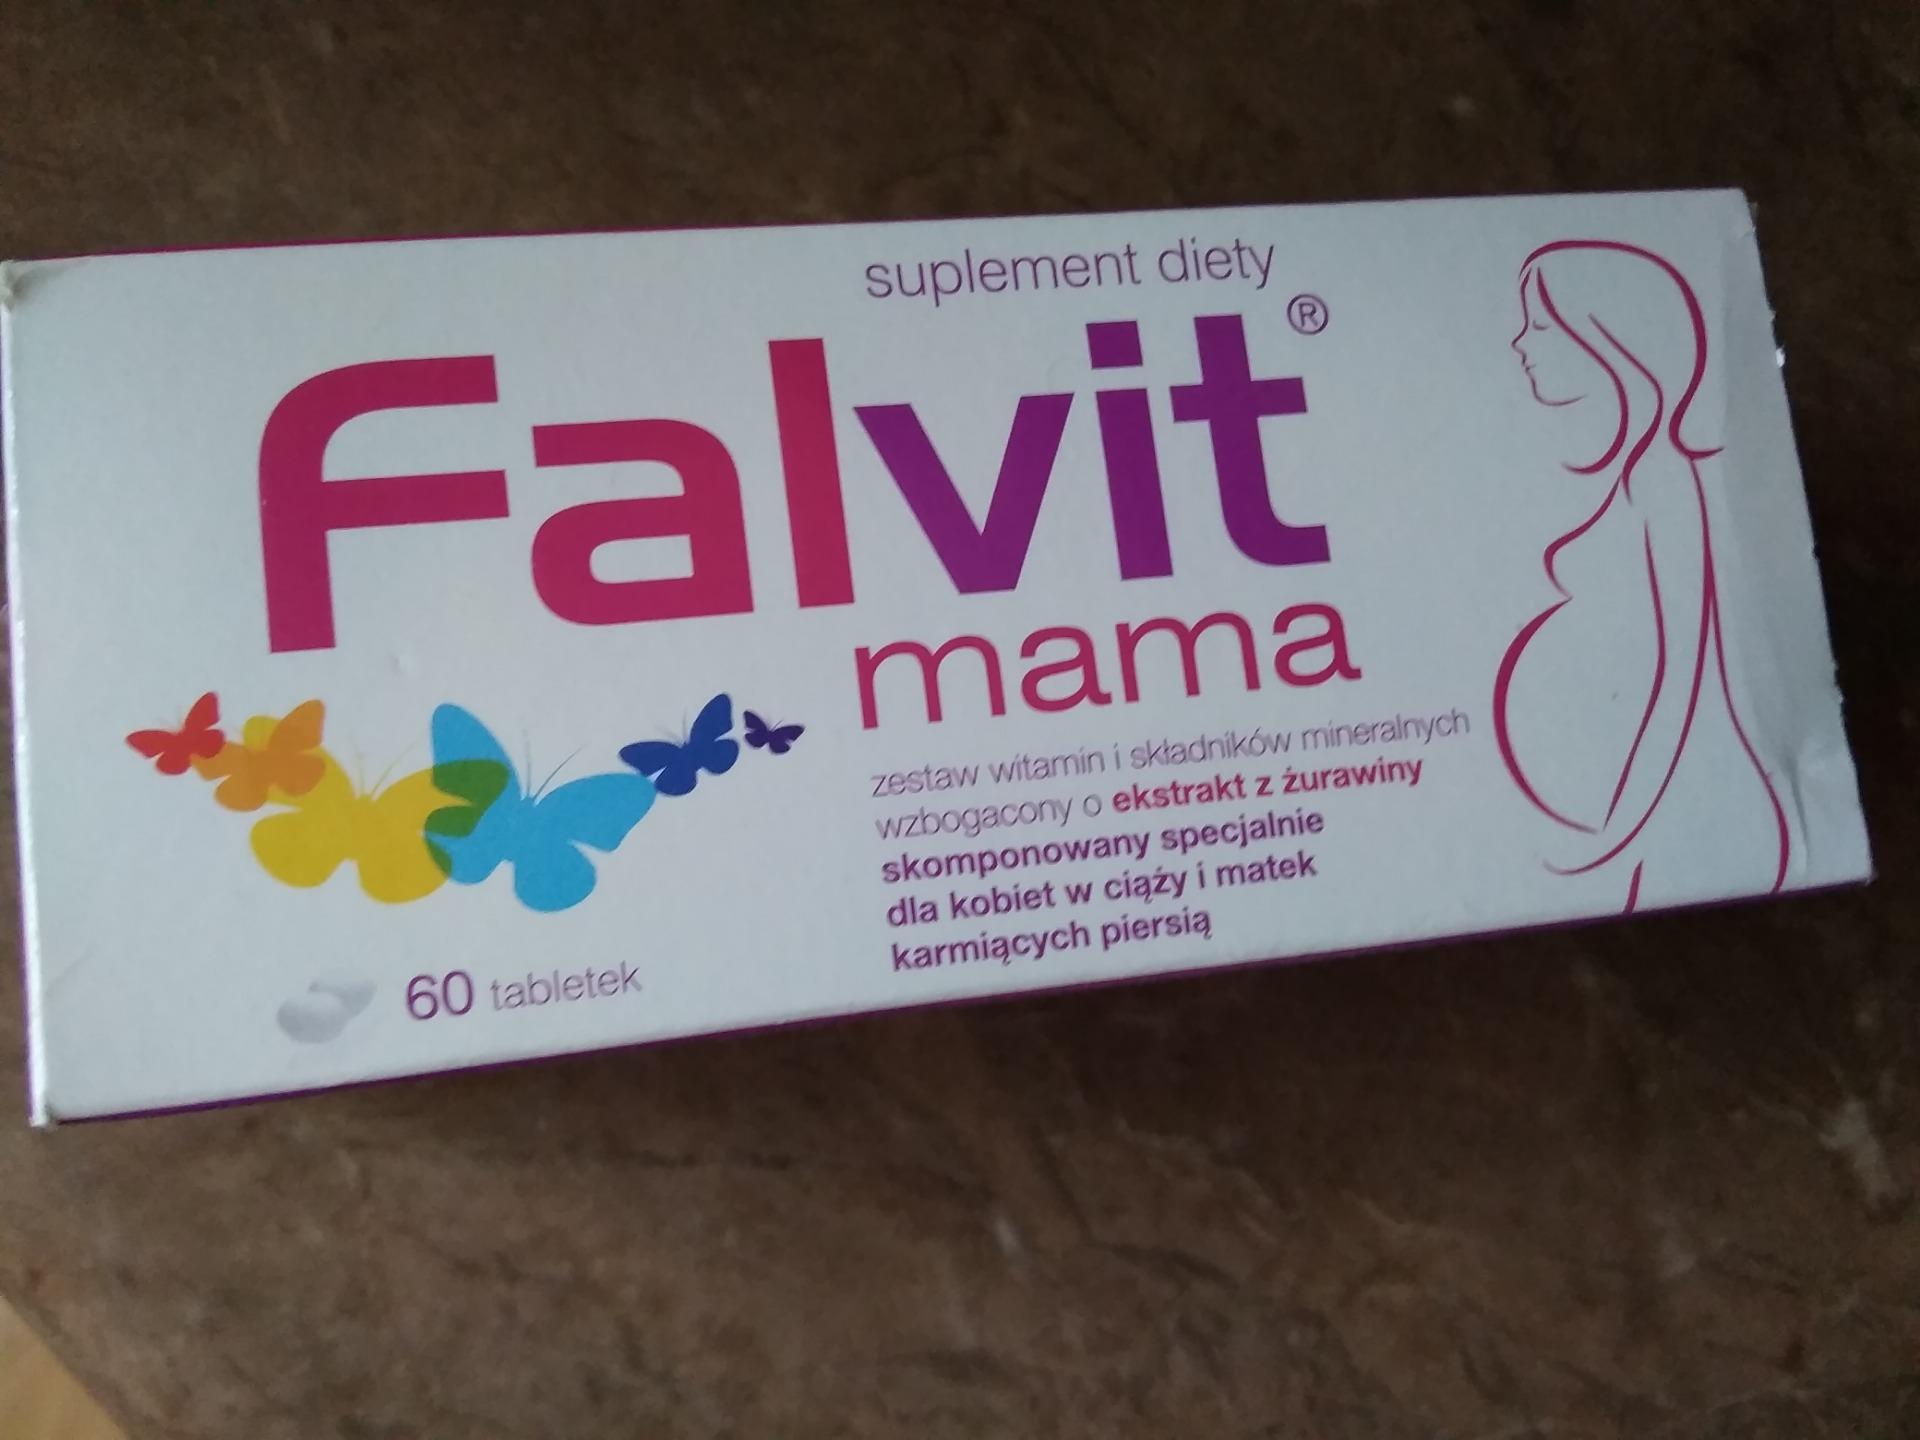 suplement diety
Falvit®
mama
zestaw witamin i składników mineralnych
wzbogacony o ekstrakt z żurawiny
skomponowany specjalnie
dla kobiet w ciąży i matek
karmiących piersią
60 tabletek